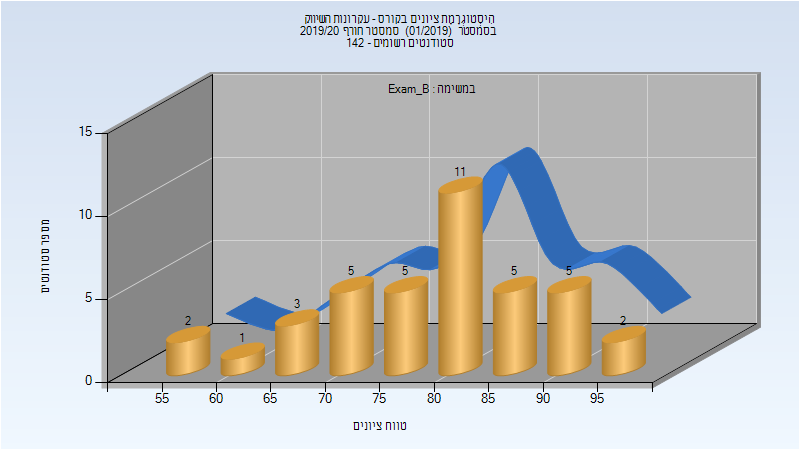 היסטוגרמת ציונים בקורס - עקרונות השיווק
בסמסטר (01/2019) סמסטר חורף 2019/20
סטודנטים רשומים - 142
במשימה : Exam_B
מספר סטודנטים
15
10
5
0
2
1
3
5
5
11
5
5
2
55 60 65 70 75 80 85 90 95
טווח ציונים